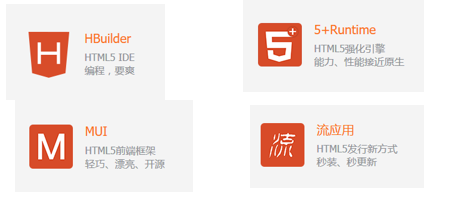 H
HBuilder
HTML5 IDE
编程，要爽
5+
5+Runtime
HTML5强化引擎
能力、性能接近原生
M
MUI
HTML5前端框架
轻巧、漂亮、开源
流
流应用
HTML5发行新方式
秒装、秒更新